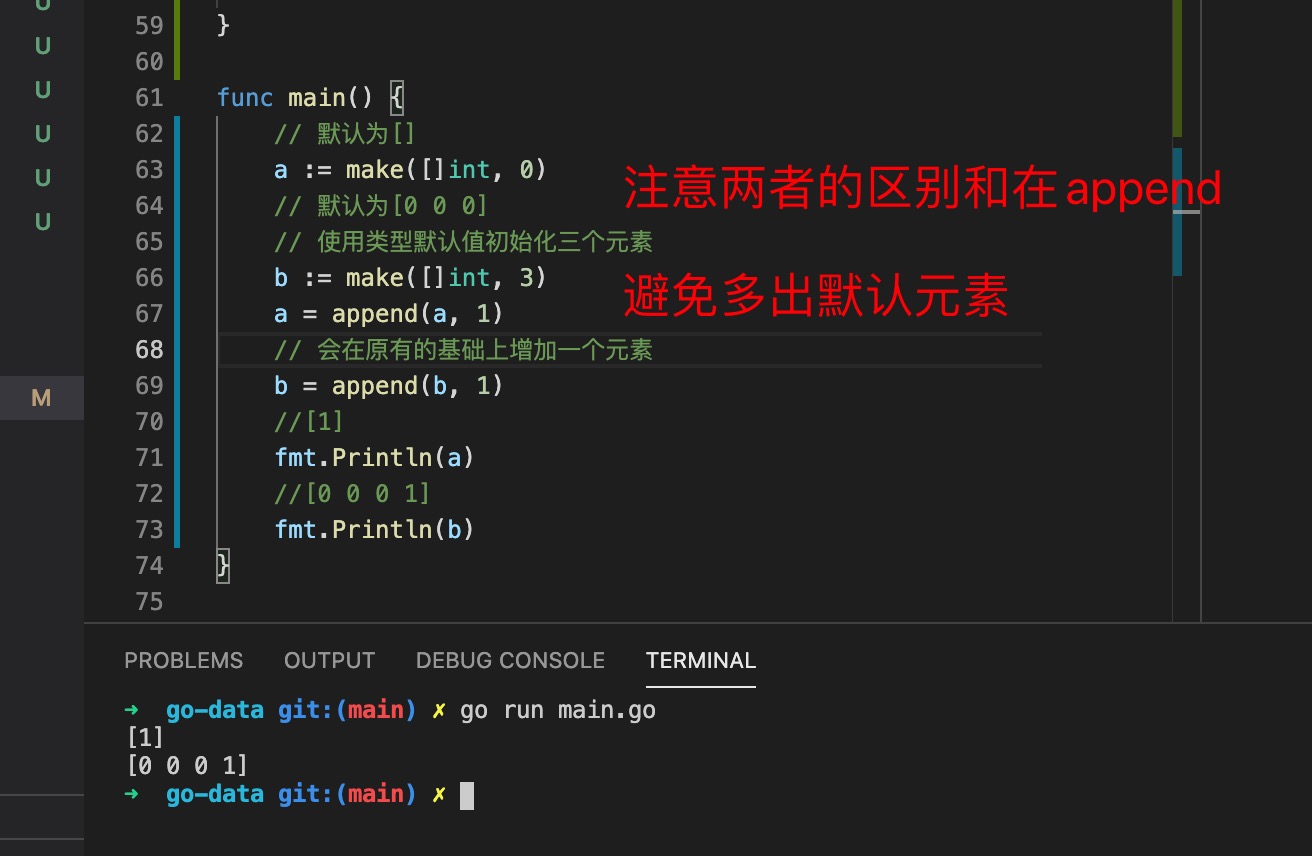 U
59 }
U
60
61 func main() {
U
62 // 默认为[]
U
63 a := make([]int, 0)
注意两者的区别和在append
U
64 // 默认为[0 0 0]
U
65 // 使用类型默认值初始化三个元素
66 b := make([]int, 3)
避免多出默认元素
67 a = append(a, 1)
68 // 会在原有的基础上增加一个元素
69 b = append(b, 1)
M
70 //[1]
71 fmt.Println(a)
72 //[0 0 0 1]
73 fmt.Println(b)
74 }
75
PROBLEMS OUTPUT DEBUG CONSOLE TERMINAL
➜ go-data git:(main) ✗ go run main.go
[1]
[0 0 0 1]
➜ go-data git:(main) ✗